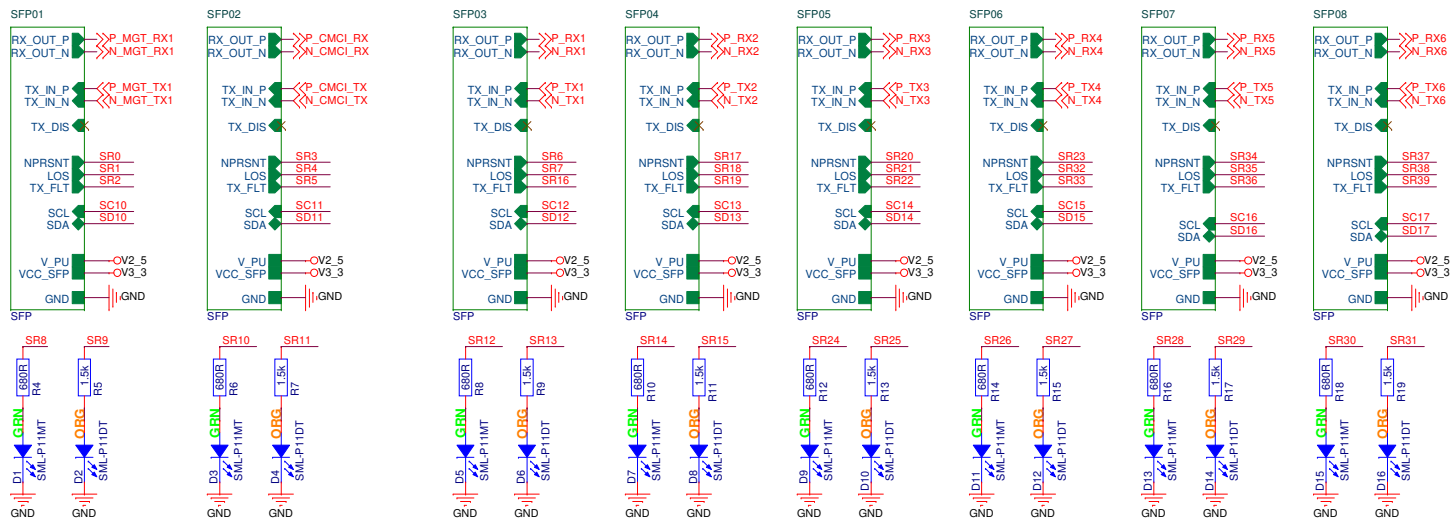 SFP01 SFP02 SFP03 SFP04 SFP05 SFP06 SFP07 SFP08
RX_OUT_P P_MGT_RX1 RX_OUT_P P_CMCI_RX RX_OUT_P P_RX1 RX_OUT_P P_RX2 RX_OUT_P P_RX3 RX_OUT_P P_RX4 RX_OUT_P P_RX5 RX_OUT_P P_RX6
RX_OUT_N N_MGT_RX1 RX_OUT_N N_CMCI_RX RX_OUT_N N_RX1 RX_OUT_N N_RX2 RX_OUT_N N_RX3 RX_OUT_N N_RX4 RX_OUT_N N_RX5 RX_OUT_N N_RX6
TX_IN_P P_MGT_TX1 TX_IN_P P_CMCI_TX TX_IN_P P_TX1 TX_IN_P P_TX2 TX_IN_P P_TX3 TX_IN_P P_TX4 TX_IN_P P_TX5 TX_IN_P P_TX6
TX_IN_N N_MGT_TX1 TX_IN_N N_CMCI_TX TX_IN_N N_TX1 TX_IN_N N_TX2 TX_IN_N N_TX3 TX_IN_N N_TX4 TX_IN_N N_TX5 TX_IN_N N_TX6
TX_DIS TX_DIS TX_DIS TX_DIS TX_DIS TX_DIS TX_DIS TX_DIS
NPRSNT SR0 NPRSNT SR3 NPRSNT SR6 NPRSNT SR17 NPRSNT SR20 NPRSNT SR23 NPRSNT SR34 NPRSNT SR37
LOS SR1 LOS SR4 LOS SR7 LOS SR18 LOS SR21 LOS SR32 LOS SR35 LOS SR38
TX_FLT SR2 TX_FLT SR5 TX_FLT SR16 TX_FLT SR19 TX_FLT SR22 TX_FLT SR33 TX_FLT SR36 TX_FLT SR39
SCL SC10 SCL SC11 SCL SC12 SCL SC13 SCL SC14 SCL SC15 SCL SC16 SCL SC17
SDA SD10 SDA SD11 SDA SD12 SDA SD13 SDA SD14 SDA SD15 SDA SD16 SDA SD17
V_PU V2_5 V_PU V2_5 V_PU V2_5 V_PU V2_5 V_PU V2_5 V_PU V2_5 V_PU V2_5 V_PU V2_5
VCC_SFP V3_3 VCC_SFP V3_3 VCC_SFP V3_3 VCC_SFP V3_3 VCC_SFP V3_3 VCC_SFP V3_3 VCC_SFP V3_3 VCC_SFP V3_3
GND GND GND GND GND GND GND GND GND GND GND GND GND GND GND GND
SFP SFP SFP SFP SFP SFP SFP SFP
SR8 SR9 SR10 SR11 SR12 SR13 SR14 SR15 SR24 SR25 SR26 SR27 SR28 SR29 SR30 SR31
680R R4 1.5k R5 680R R6 1.5k R7 680R R8 1.5k R9 680R R10 1.5k R11 680R R12 1.5k R13 680R R14 1.5k R15 680R R16 1.5k R17 680R R18 1.5k R19
GRN ORG GRN ORG GRN ORG GRN ORG GRN ORG GRN ORG GRN ORG GRN ORG
D1 SML-P11MT D2 SML-P11DT D3 SML-P11MT D4 SML-P11DT D5 SML-P11MT D6 SML-P11DT D7 SML-P11MT D8 SML-P11DT D9 SML-P11MT D10 SML-P11DT D11 SML-P11MT D12 SML-P11DT D13 SML-P11MT D14 SML-P11DT D15 SML-P11MT D16 SML-P11DT
GND GND GND GND GND GND GND GND GND GND GND GND GND GND GND GND